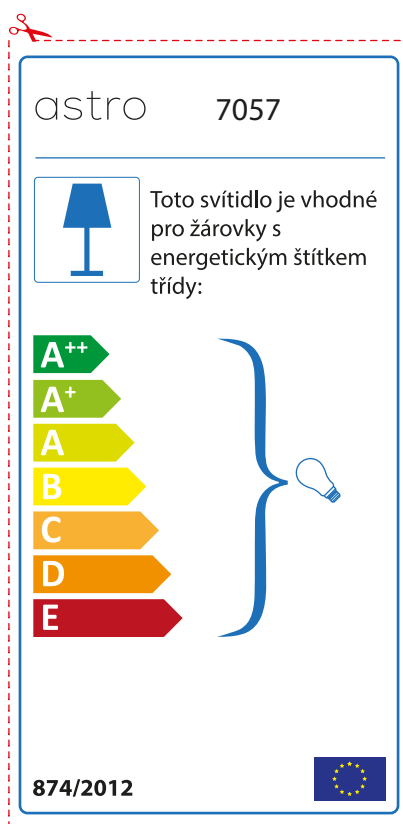 astro 7057
Toto svítidlo je vhodné
pro žárovky s
energetickým štítkem
třídy:
A++
A+
A
B
C
D
E
874/2012